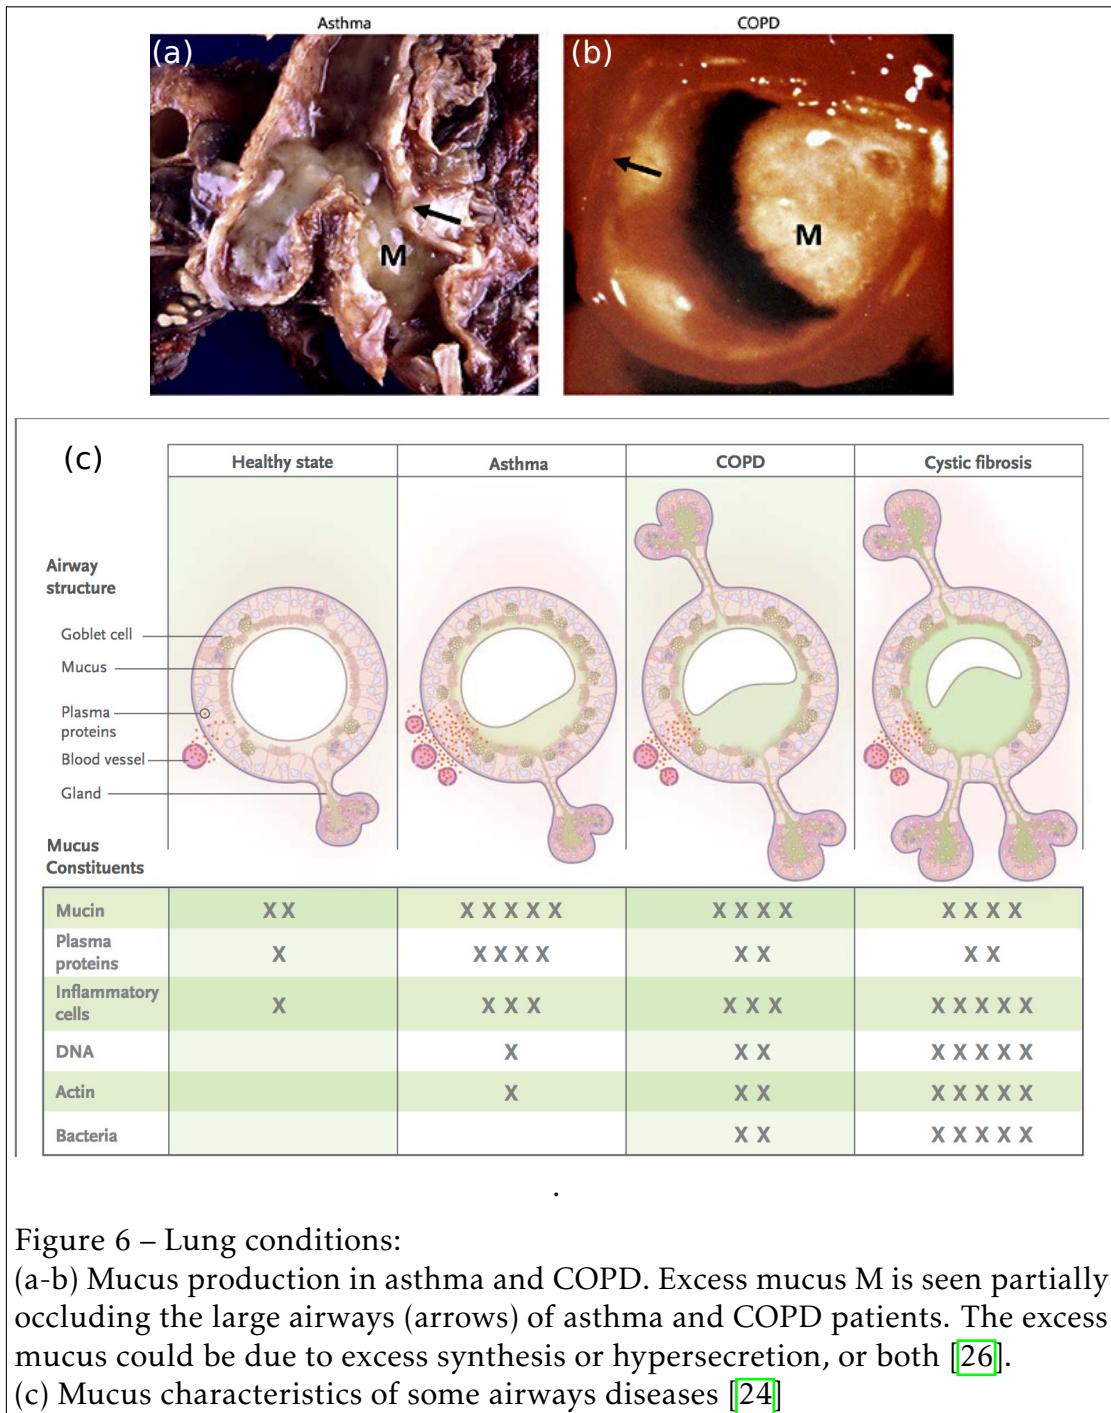 Asthma
COPD
(a)
(b)
M
M
(c)
Healthy state
Asthma
COPD
Cystic fibrosis
Airway
structure
Goblet cell
Mucus
Plasma
proteins
Blood vessel
Gland
Mucus
Constituents
Mucin XX XXXXX XXXX XXXX
Plasma
proteins X XXXX XX XX
Inflammatory
cells X XXX XXX XXXXX
DNA X XX XXXXX
Actin X XX XXXXX
Bacteria XX XXXXX
.
Figure 6 – Lung conditions:
(a-b) Mucus production in asthma and COPD. Excess mucus M is seen partially
occluding the large airways (arrows) of asthma and COPD patients. The excess
mucus could be due to excess synthesis or hypersecretion, or both [26].
(c) Mucus characteristics of some airways diseases [24]